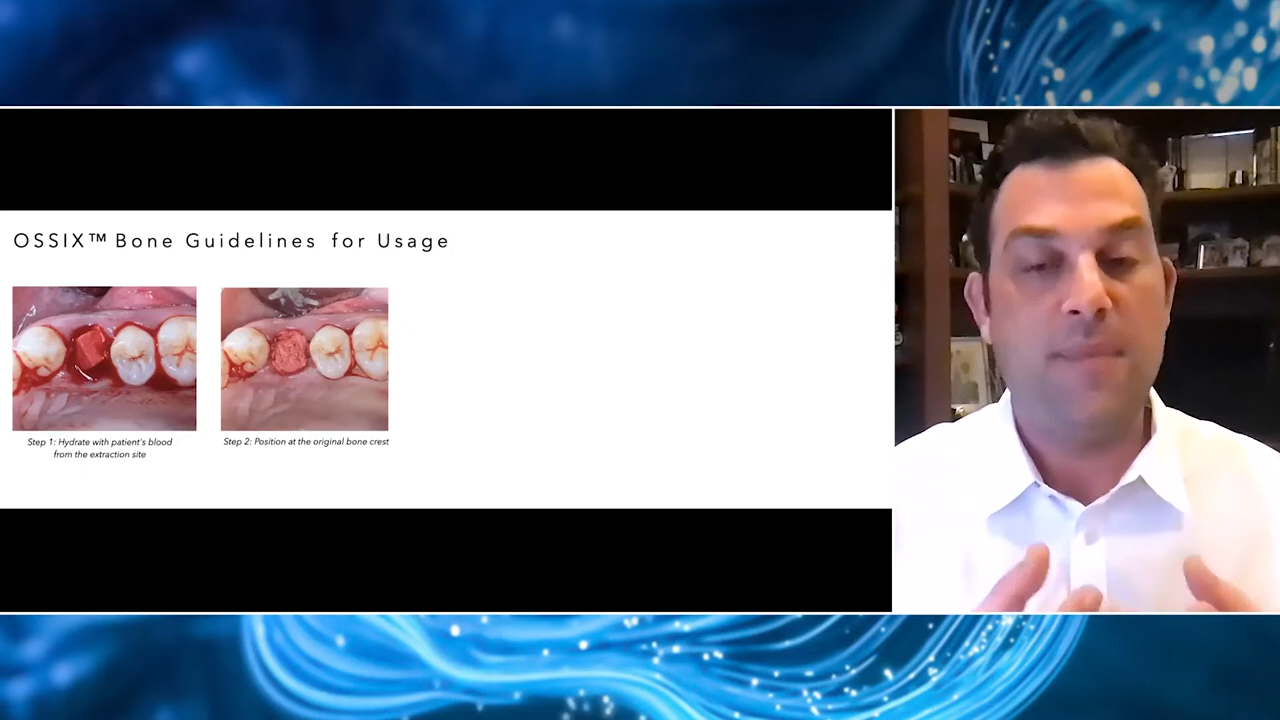 OSSIX™ Bone Guidelines for Usage
Step 1: Hydrate with patient's blood
from the extraction site
Step 2: Position at the original bone crest